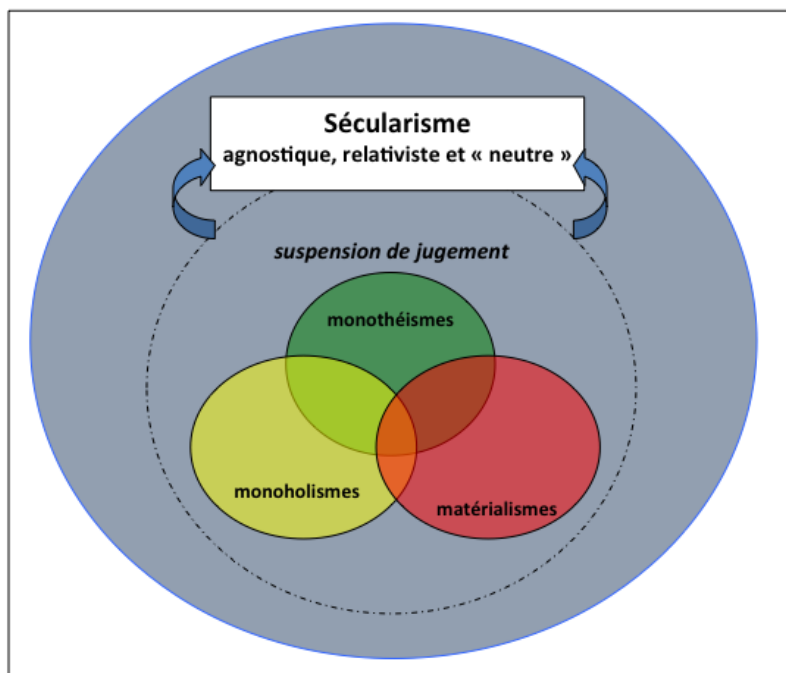 Sécularisme
agnostique, relativiste et « neutre »
suspension de jugement
monothéismes
monoholismes
matérialismes